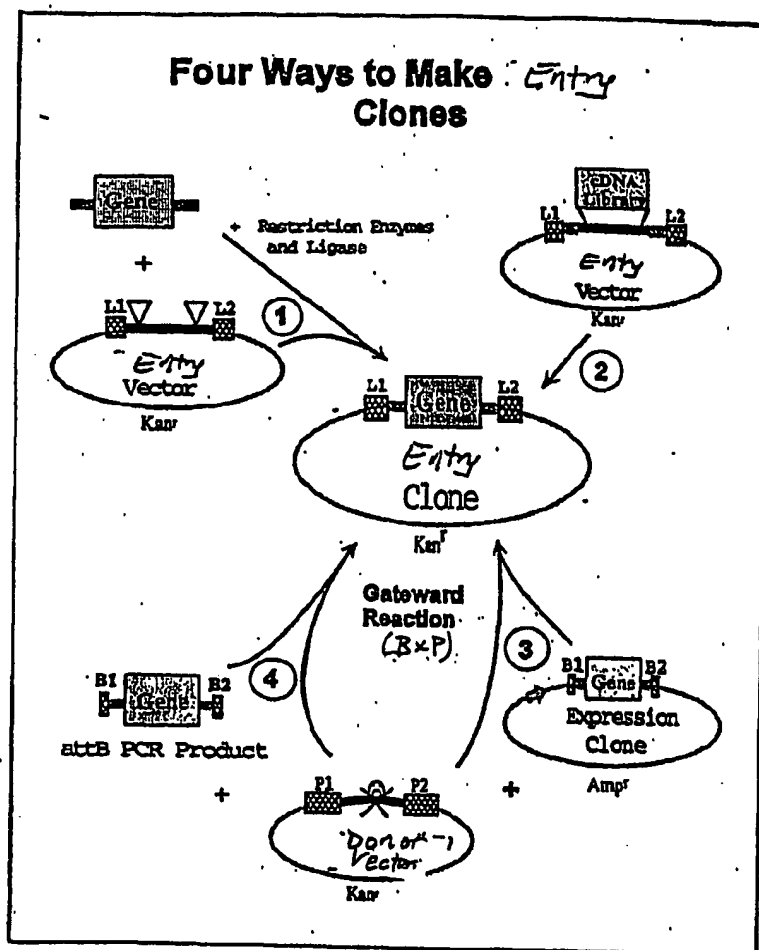 Four Ways to Make Entry
Clones
Gene
+ Restriction Enzymes
and Ligase
+
L1
L2
Entry
Vector
Kanr
1
cDNA
Library
L1
L2
Entry
Vector
Kanr
2
L1
Gene
L2
Entry
Clone
Kanr
Gateward
Reaction
(BxP)
4
3
B1
Gene
B2
attB PCR Product
+
P1
P2
Donor
Vector
Kanr
+
B1
Gene
B2
Expression
Clone
Ampr